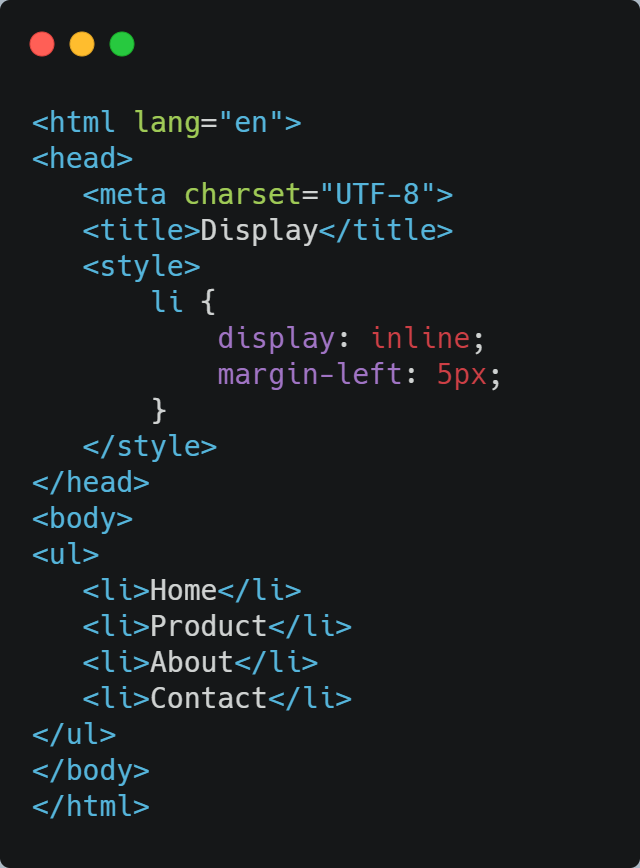 <html lang="en">
<head>
   <meta charset="UTF-8">
   <title>Display</title>
   <style>
       li {
           display: inline;
           margin-left: 5px;
       }
   </style>
</head>
<body>
<ul>
   <li>Home</li>
   <li>Product</li>
   <li>About</li>
   <li>Contact</li>
</ul>
</body>
</html>